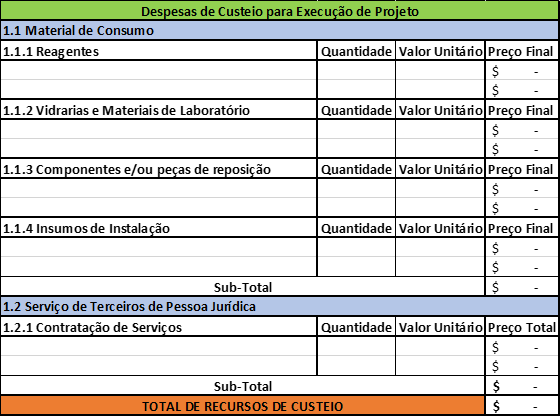 Despesas de Custeio para Execução de Projeto
1.1 Material de Consumo
1.1.1 Reagentes Quantidade Valor Unitário Preço Final
$ -
$ -
1.1.2 Vidrarias e Materiais de Laboratório Quantidade Valor Unitário Preço Final
$ -
$ -
1.1.3 Componentes e/ou peças de reposição Quantidade Valor Unitário Preço Final
$ -
$ -
1.1.4 Insumos de Instalação Quantidade Valor Unitário Preço Final
$ -
$ -
Sub-Total $ -
1.2 Serviço de Terceiros de Pessoa Jurídica
1.2.1 Contratação de Serviços Quantidade Valor Unitário Preço Total
$ -
$ -
Sub-Total $ -
TOTAL DE RECURSOS DE CUSTEIO $ -